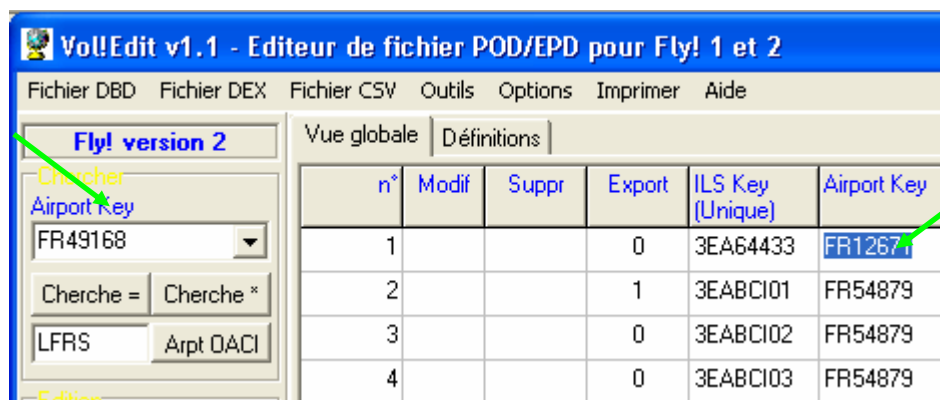 Vol!Edit v1.1 - Editeur de fichier POD/EPD pour Fly! 1 et 2
Fichier DBD Fichier DEX Fichier CSV Outils Options Imprimer Aide
Fly! version 2
Chercher
Airport Key
FR49168
Cherche = Cherche *
LFRS Arpt OACI
Edition
Vue globale Définitions
n° Modif Suppr Export ILS Key (Unique) Airport Key
1 0 3EA64433 FR12671
2 1 3EABCI01 FR54879
3 0 3EABCI02 FR54879
4 0 3EABCI03 FR54879